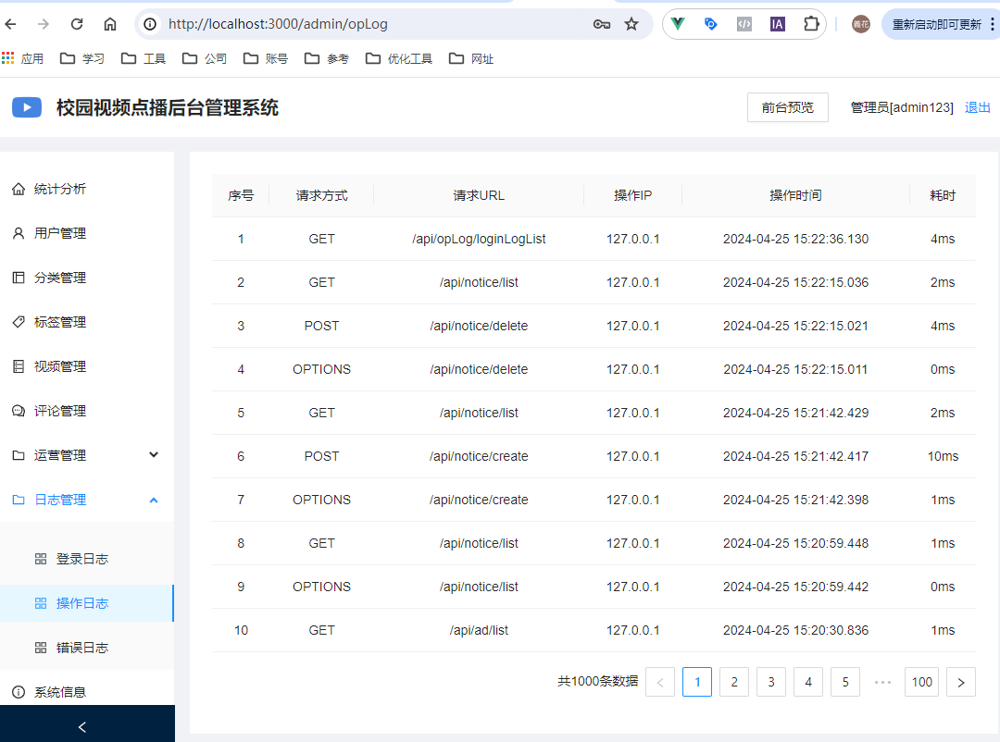 http://localhost:3000/admin/opLog IA 義花 重新启动即可更新
应用 学习 工具 公司 账号 参考 优化工具 网址
校园视频点播后台管理系统 前台预览 管理员[admin123] 退出
统计分析
用户管理
分类管理
标签管理
视频管理
评论管理
运营管理
日志管理
登录日志
操作日志
错误日志
系统信息
序号 请求方式 请求URL 操作IP 操作时间 耗时
1 GET /api/opLog/loginLogList 127.0.0.1 2024-04-25 15:22:36.130 4ms
2 GET /api/notice/list 127.0.0.1 2024-04-25 15:22:15.036 2ms
3 POST /api/notice/delete 127.0.0.1 2024-04-25 15:22:15.021 4ms
4 OPTIONS /api/notice/delete 127.0.0.1 2024-04-25 15:22:15.011 0ms
5 GET /api/notice/list 127.0.0.1 2024-04-25 15:21:42.429 2ms
6 POST /api/notice/create 127.0.0.1 2024-04-25 15:21:42.417 10ms
7 OPTIONS /api/notice/create 127.0.0.1 2024-04-25 15:21:42.398 1ms
8 GET /api/notice/list 127.0.0.1 2024-04-25 15:20:59.448 1ms
9 OPTIONS /api/notice/list 127.0.0.1 2024-04-25 15:20:59.442 0ms
10 GET /api/ad/list 127.0.0.1 2024-04-25 15:20:30.836 1ms
共1000条数据 < 1 2 3 4 5 ••• 100 >